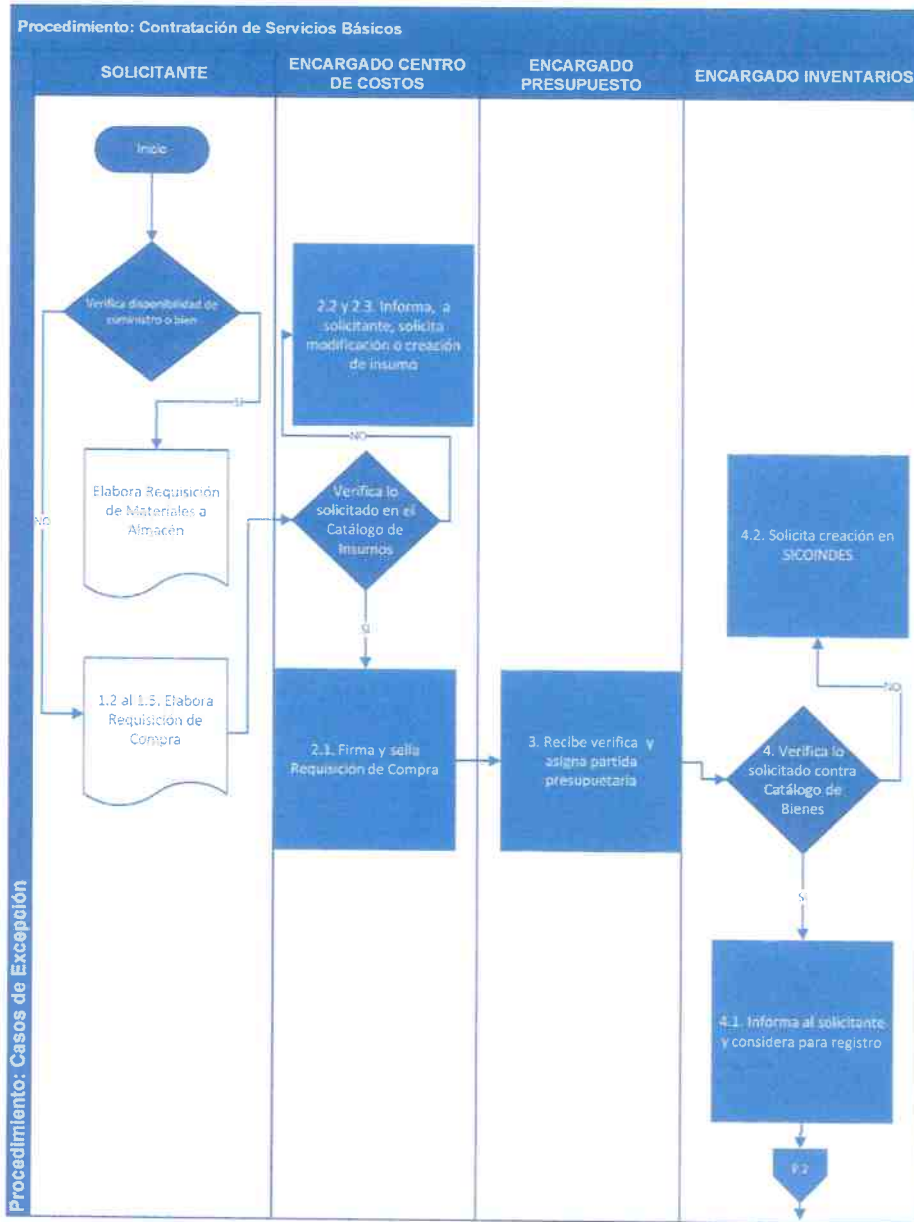 Procedimiento: Contratación de Servicios Básicos
SOLICITANTE
ENCARGADO CENTRO
DE COSTOS
ENCARGADO
PRESUPUESTO
ENCARGADO INVENTARIOS
Inicio
Verifica disponibilidad de
suministro o bien
SI
NO
Elabora Requisición
de Materiales a
Almacén
1.2 al 1.5. Elabora
Requisición de
Compra
2.2 y 2.3. Informa, a
solicitante, solicita
modificación o creación
de insumo
NO
Verifica lo
solicitado en el
Catálogo de
Insumos
SI
2.1. Firma y sella
Requisición de Compra
3. Recibe verifica y
asigna partida
presupuetaria
4.2. Solicita creación en
SICOINDES
NO
4. Verifica lo
solicitado contra
Catálogo de
Bienes
SI
4.1. Informa al solicitante
y considera para registro
P.2
Procedimiento: Casos de Excepción